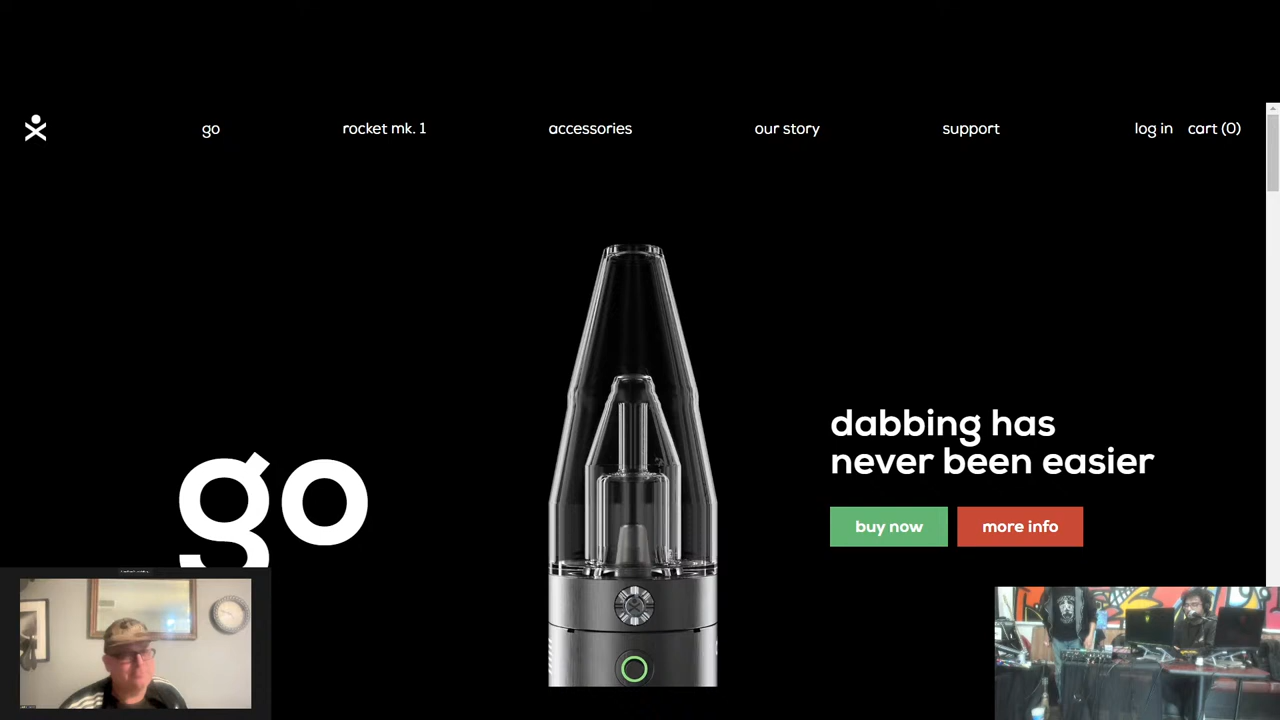 go
rocket mk. 1
accessories
our story
support
log in
cart (0)
go
dabbing has
never been easier
buy now
more info